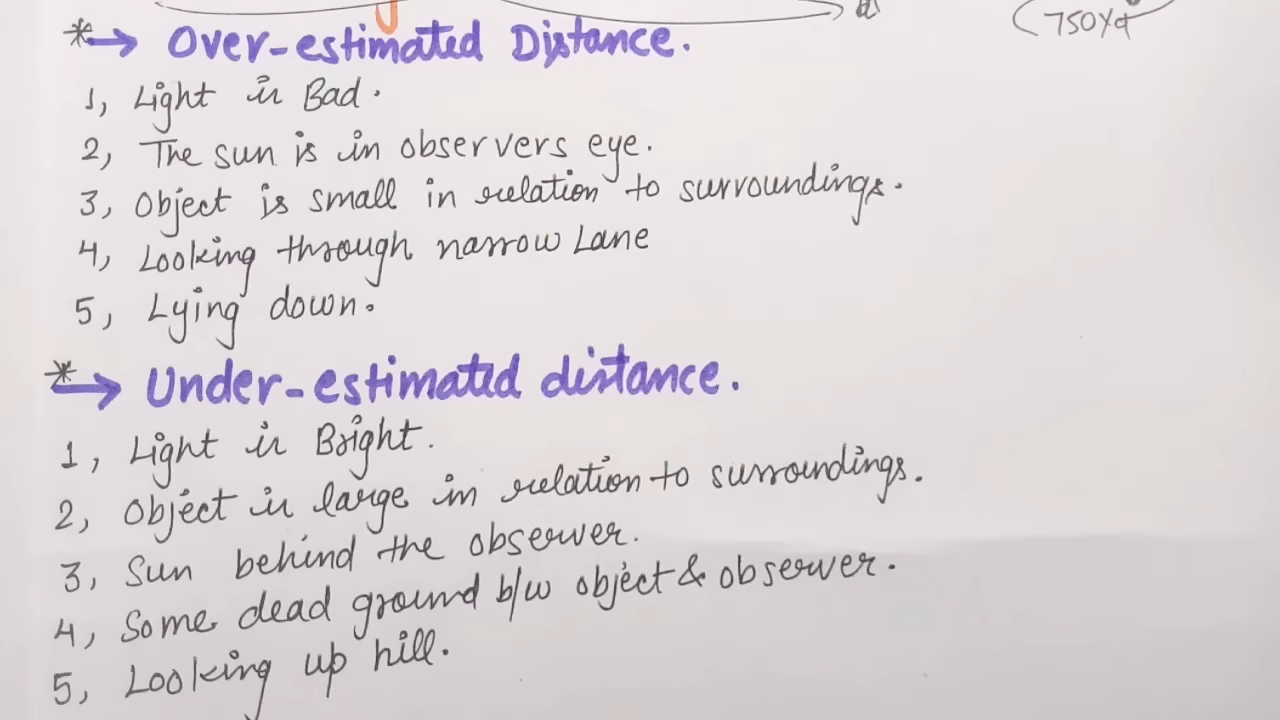 (750yd
*→ Over-estimated Distance.
1, Light is Bad.
2, The sun is in observers eye.
3, Object is small in relation to surroundings.
4, Looking through narrow Lane
5, Lying down.
*→ Under-estimated distance.
1, Light is Bright.
2, Object is large in relation to surroundings.
3, Sun behind the observer.
4, Some dead ground b/w object & observer.
5, Looking up hill.